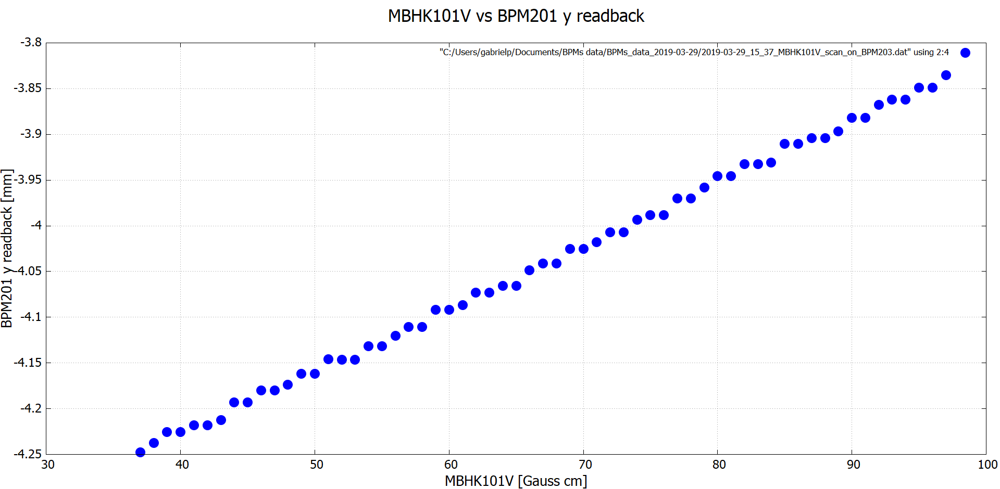 MBHK101V vs BPM201 y readback
"C:/Users/gabrielp/Documents/BPMs data/BPMs_data_2019-03-29/2019-03-29_15_37_MBHK101V_scan_on_BPM203.dat" using 2:4
BPM201 y readback [mm]
-3.8
-3.85
-3.9
-3.95
-4
-4.05
-4.1
-4.15
-4.2
-4.25
30 40 50 60 70 80 90 100
MBHK101V [Gauss cm]